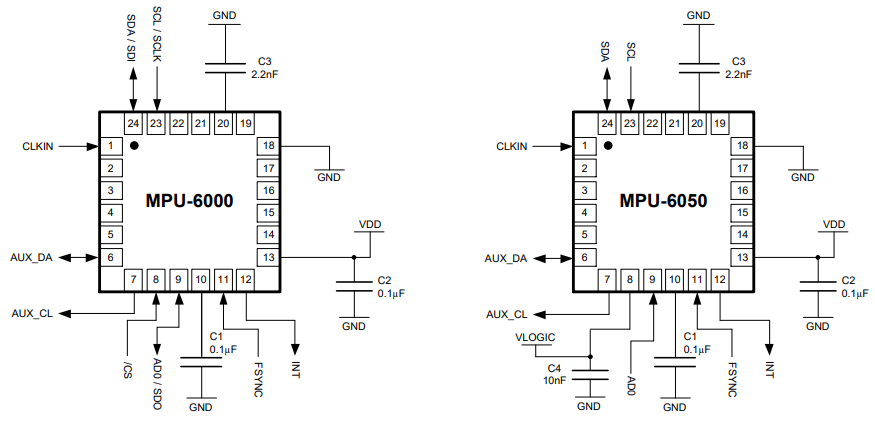 GND
SDA / SDI
SCL / SCLK
C3
2.2nF
24
23
22
21
20
19
CLKIN
1
2
3
4
5
6
18
17
16
15
14
13
MPU-6000
GND
VDD
AUX_DA
C2
0.1µF
GND
7
8
9
10
11
12
AUX_CL
/CS
AD0 / SDO
C1
0.1µF
GND
FSYNC
INT
GND
SDA
SCL
C3
2.2nF
24
23
22
21
20
19
CLKIN
1
2
3
4
5
6
18
17
16
15
14
13
MPU-6050
GND
VDD
AUX_DA
C2
0.1µF
GND
7
8
9
10
11
12
AUX_CL
VLOGIC
C4
10nF
GND
AD0
C1
0.1µF
GND
FSYNC
INT